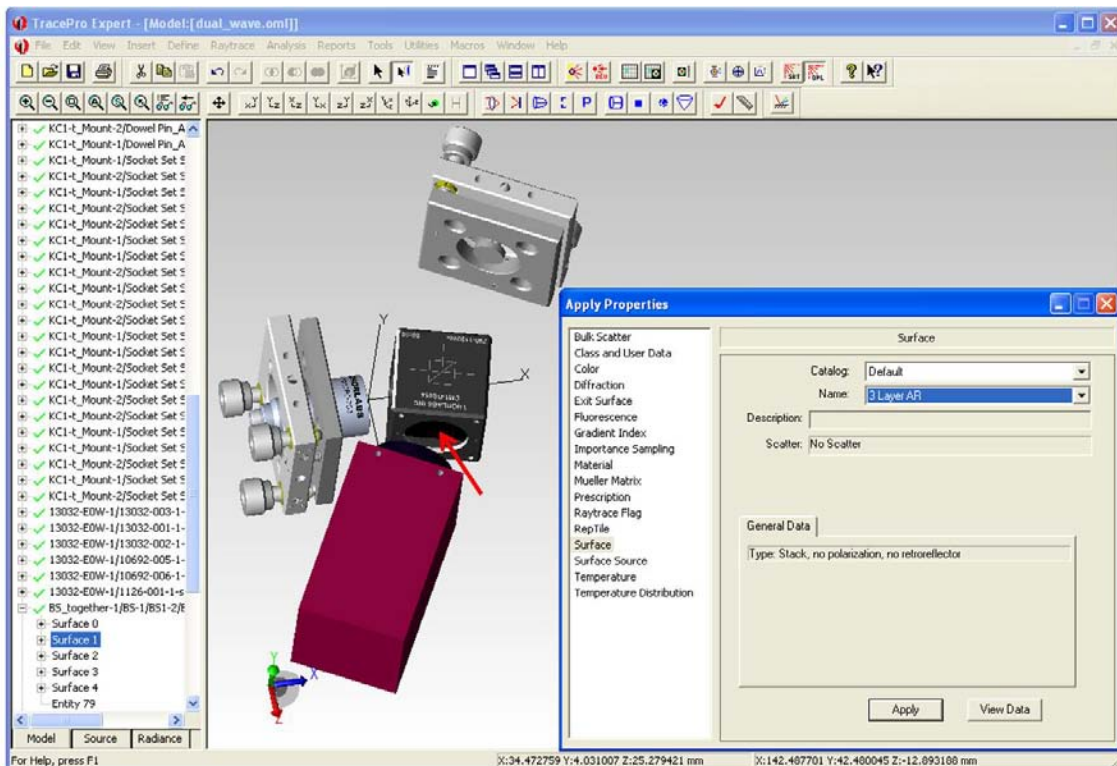 TracePro Expert - [Model:[dual_wave.oml]]
File Edit View Insert Define Raytrace Analysis Reports Tools Utilities Macros Window Help
KC1-t_Mount-2/Dowel Pin_A
KC1-t_Mount-1/Dowel Pin_A
KC1-t_Mount-1/Socket Set S
KC1-t_Mount-2/Socket Set S
KC1-t_Mount-1/Socket Set S
KC1-t_Mount-2/Socket Set S
KC1-t_Mount-2/Socket Set S
KC1-t_Mount-1/Socket Set S
KC1-t_Mount-1/Socket Set S
KC1-t_Mount-2/Socket Set S
KC1-t_Mount-1/Socket Set S
KC1-t_Mount-2/Socket Set S
KC1-t_Mount-2/Socket Set S
KC1-t_Mount-1/Socket Set S
KC1-t_Mount-1/Socket Set S
KC1-t_Mount-2/Socket Set S
KC1-t_Mount-2/Socket Set S
KC1-t_Mount-2/Socket Set S
KC1-t_Mount-2/Socket Set S
KC1-t_Mount-1/Socket Set S
KC1-t_Mount-1/Socket Set S
KC1-t_Mount-1/Socket Set S
KC1-t_Mount-1/Socket Set S
KC1-t_Mount-2/Socket Set S
13032-E0W-1/13032-003-1-
13032-E0W-1/13032-001-1-
13032-E0W-1/13032-002-1-
13032-E0W-1/10692-005-1-
13032-E0W-1/10692-006-1-
13032-E0W-1/1126-001-1-s
BS_together-1/BS-1/BS1-2/B
Surface 0
Surface 1
Surface 2
Surface 3
Surface 4
Entity 79
Model Source Radiance
Y
X
THORLABS
Y
X
Z
Apply Properties
Bulk Scatter
Class and User Data
Color
Diffraction
Exit Surface
Fluorescence
Gradient Index
Importance Sampling
Material
Mueller Matrix
Prescription
Raytrace Flag
RepTile
Surface
Surface Source
Temperature
Temperature Distribution
Surface
Catalog: Default
Name: 3 Layer AR
Description:
Scatter: No Scatter
General Data
Type: Stack, no polarization, no retroreflector
Apply View Data
For Help, press F1
X:34.472759 Y:4.031007 Z:25.279421 mm
X:142.487701 Y:42.480045 Z:-12.893188 mm